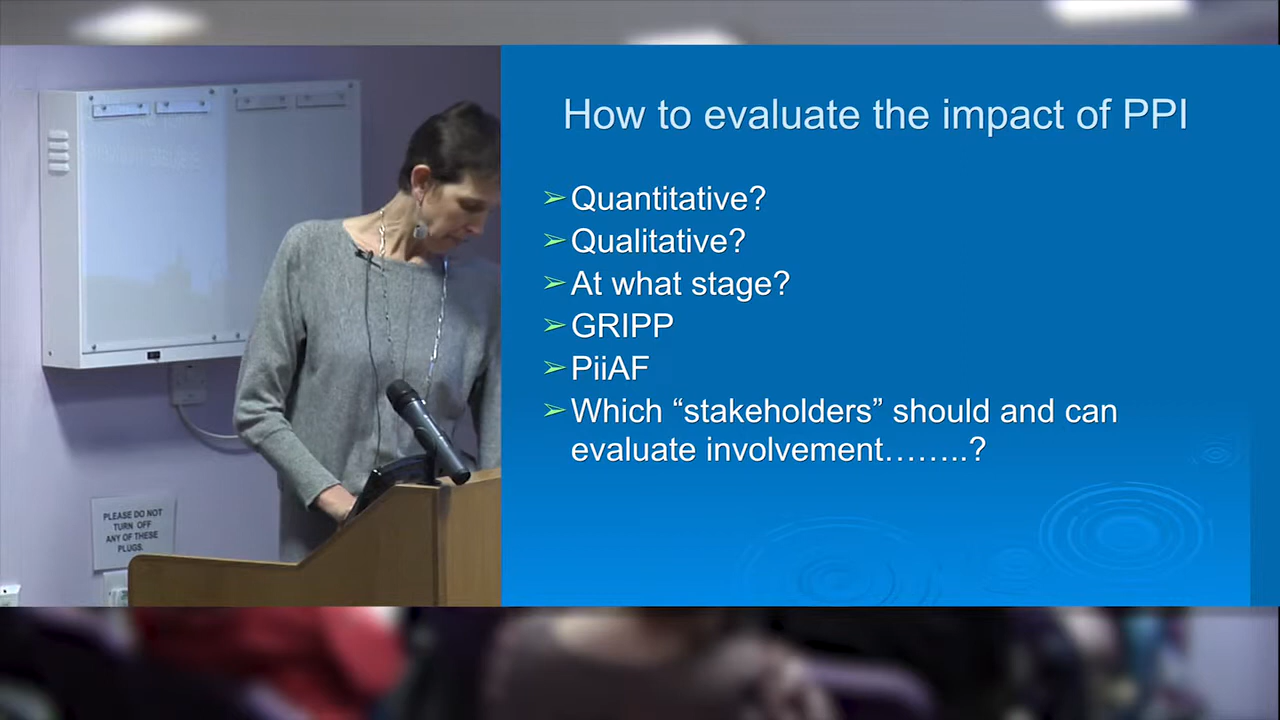 How to evaluate the impact of PPI
➢Quantitative?
➢Qualitative?
➢At what stage?
➢GRIPP
➢PiiAF
➢Which “stakeholders” should and can
evaluate involvement……..?
PLEASE DO NOT
TURN OFF
ANY OF THESE
PLUGS.